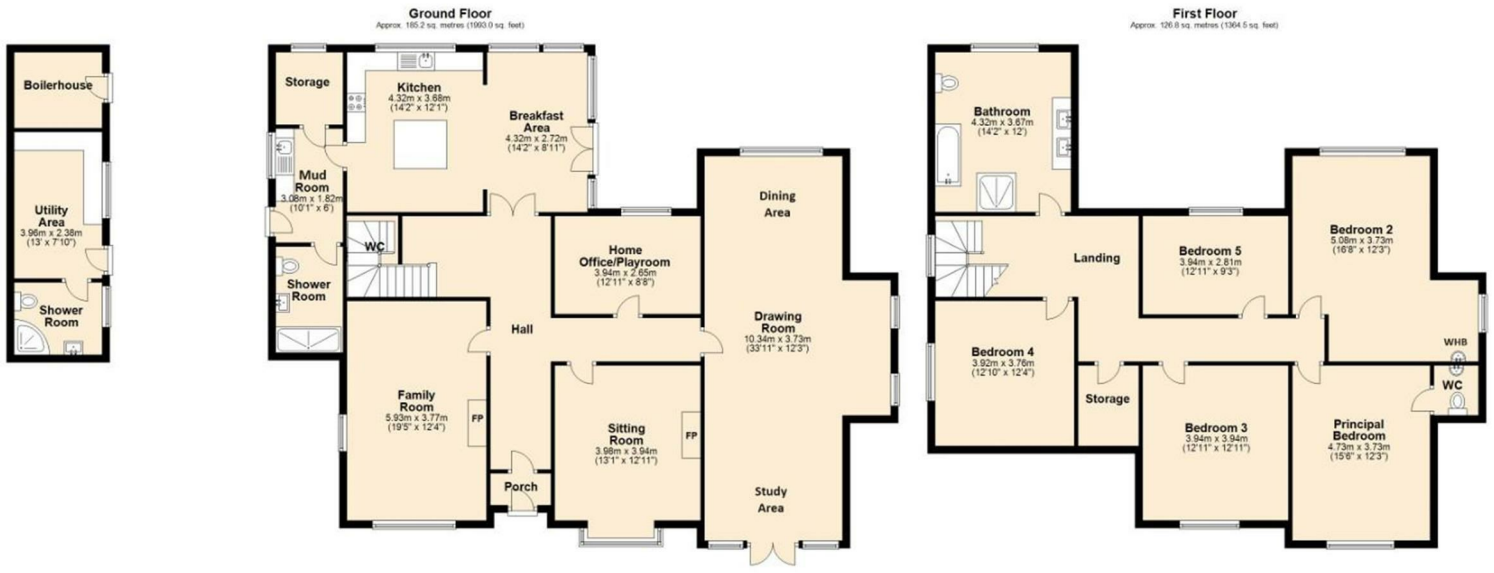 Ground Floor
Approx. 185.2 sq. metres (1993.0 sq. feet)
First Floor
Approx. 126.8 sq. metres (1364.5 sq. feet)
Boilerhouse
Utility
Area
3.96m x 2.38m
(13' x 7'10")
Shower
Room
Storage
Kitchen
4.32m x 3.68m
(14'2" x 12'1")
Breakfast
Area
4.32m x 2.72m
(14'2" x 8'11")
Mud
Room
3.08m x 1.82m
(10'1" x 6')
WC
Shower
Room
Home
Office/Playroom
3.94m x 2.65m
(12'11" x 8'8")
Dining
Area
Hall
Drawing
Room
10.34m x 3.73m
(33'11" x 12'3")
Family
Room
5.93m x 3.77m
(19'5" x 12'4")
FP
Sitting
Room
3.98m x 3.94m
(13'1" x 12'11")
FP
Porch
Study
Area
Bathroom
4.32m x 3.67m
(14'2" x 12')
Landing
Bedroom 5
3.94m x 2.81m
(12'11" x 9'3")
Bedroom 2
5.08m x 3.73m
(16'8" x 12'3")
Bedroom 4
3.92m x 3.76m
(12'10" x 12'4")
WHB
WC
Storage
Bedroom 3
3.94m x 3.94m
(12'11" x 12'11")
Principal
Bedroom
4.73m x 3.73m
(15'6" x 12'3")